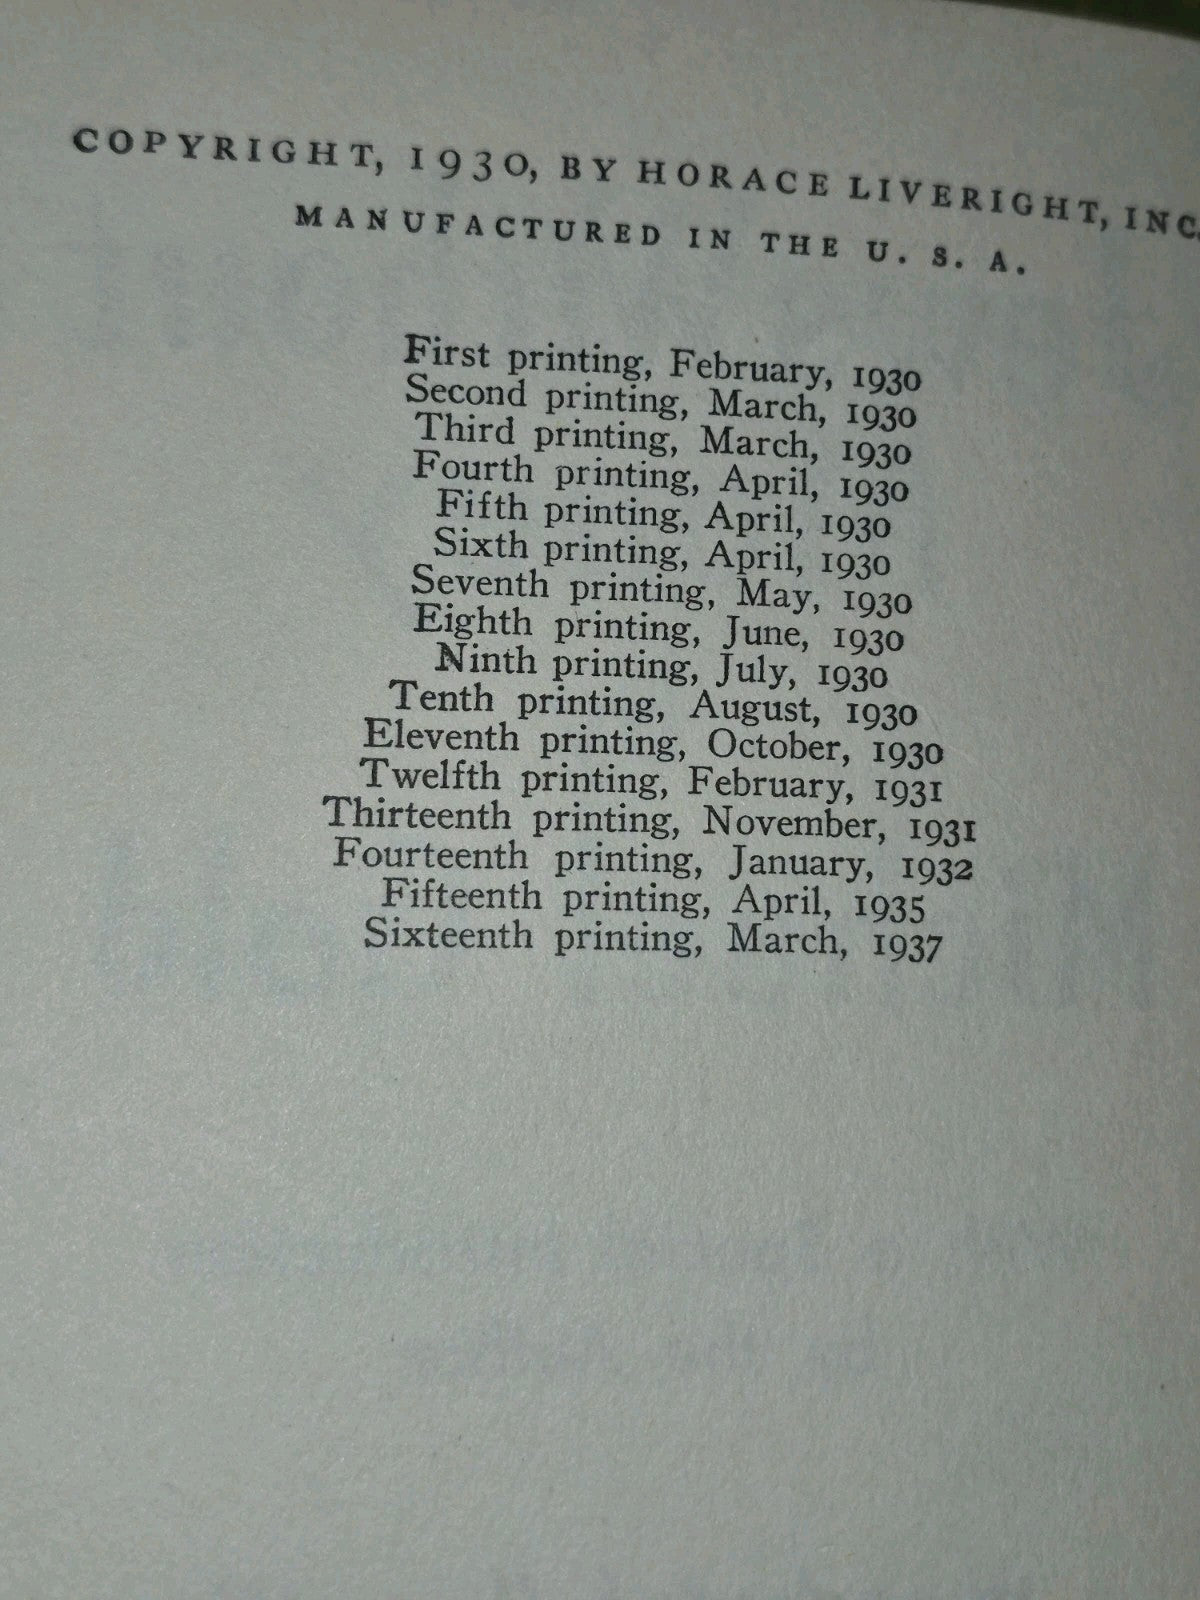 COPYRIGHT, 1930, BY HORACE LIVERIGHT, INC.
MANUFACTURED IN THE U. S. A.
First printing, February, 1930
Second printing, March, 1930
Third printing, March, 1930
Fourth printing, April, 1930
Fifth printing, April, 1930
Sixth printing, April, 1930
Seventh printing, May, 1930
Eighth printing, June, 1930
Ninth printing, July, 1930
Tenth printing, August, 1930
Eleventh printing, October, 1930
Twelfth printing, February, 1931
Thirteenth printing, November, 1931
Fourteenth printing, January, 1932
Fifteenth printing, April, 1935
Sixteenth printing, March, 1937